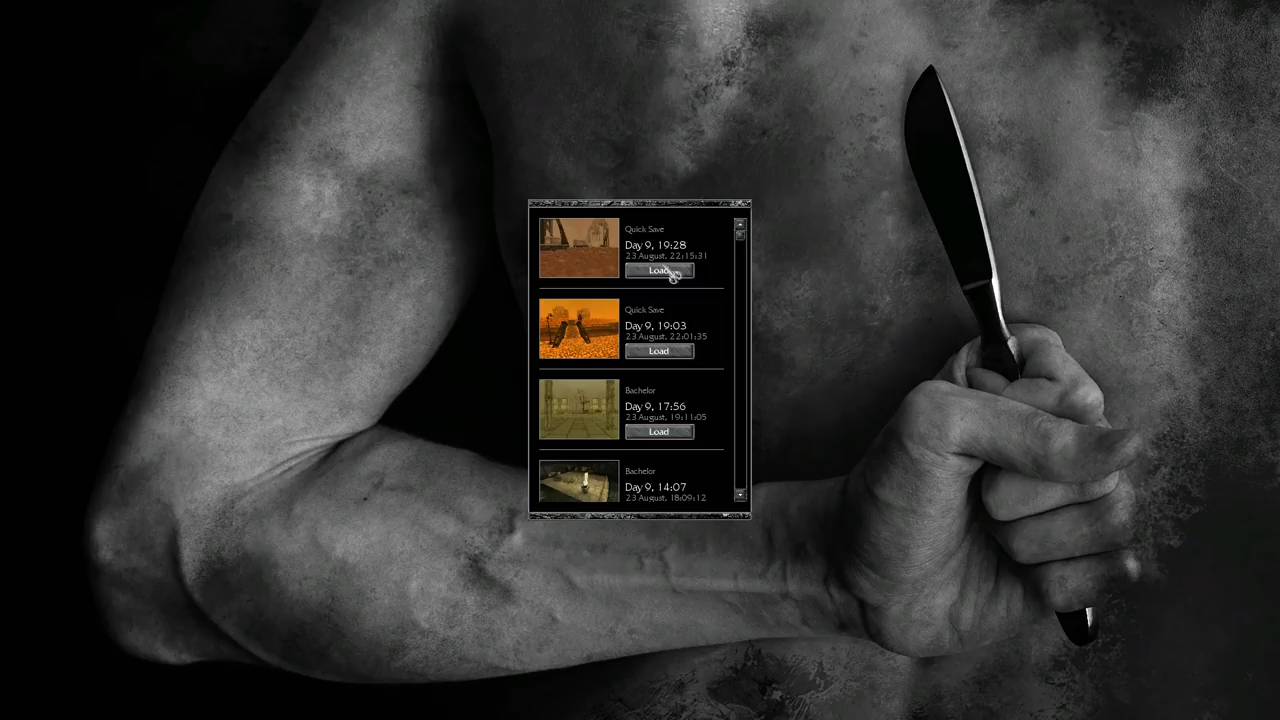 Quick Save
Day 9, 19:28
23 August, 22:15:31
Load
Quick Save
Day 9, 19:03
23 August, 22:01:35
Load
Bachelor
Day 9, 17:56
23 August, 19:11:05
Load
Bachelor
Day 9, 14:07
23 August, 18:09:12